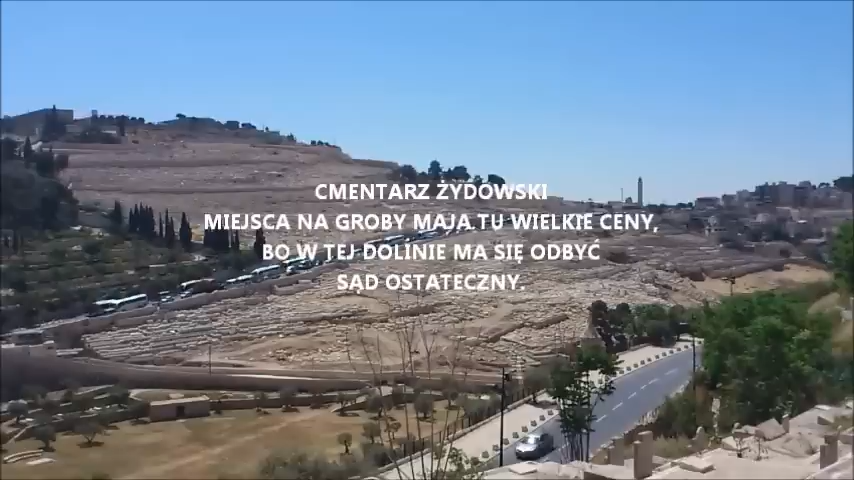 CMENTARZ ŻYDOWSKI
MIEJSCA NA GROBY MAJĄ TU WIELKIE CENY,
BO W TEJ DOLINIE MA SIĘ ODBYĆ
SĄD OSTATECZNY.